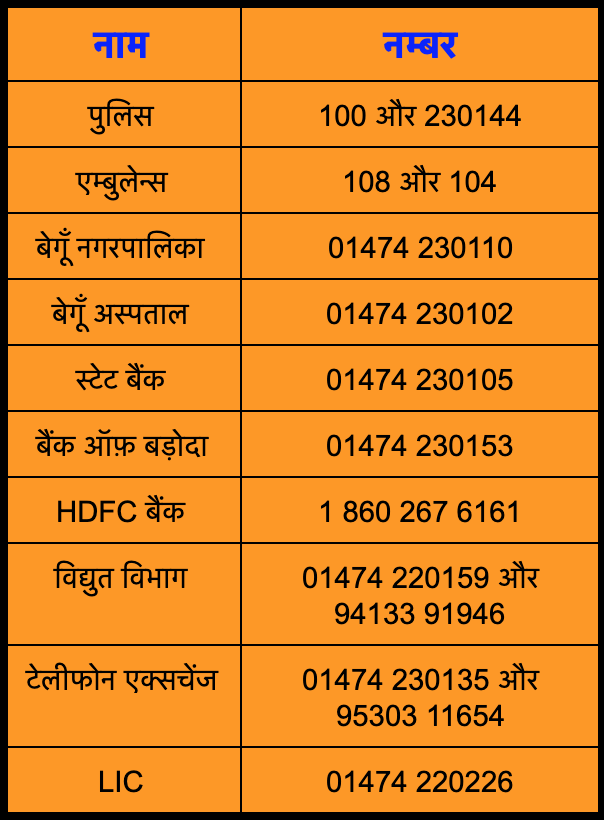 नाम नम्बर
पुलिस 100 और 230144
एम्बुलेन्स 108 और 104
बेगूँ नगरपालिका 01474 230110
बेगूँ अस्पताल 01474 230102
स्टेट बैंक 01474 230105
बैंक ऑफ़ बड़ोदा 01474 230153
HDFC बैंक 1 860 267 6161
विद्युत विभाग 01474 220159 और
94133 91946
टेलीफोन एक्सचेंज 01474 230135 और
95303 11654
LIC 01474 220226